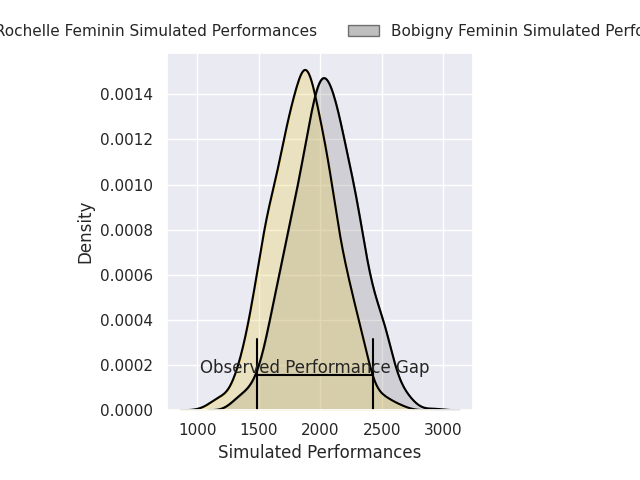 Rochelle Feminin Simulated Performances
Bobigny Feminin Simulated
0.0014
0.0012
0.0010
0.0008
0.0006
0.0004
0.0002
0.0000
Density
Observed Performance Gap
1000 1500 2000 2500 3000
Simulated Performances